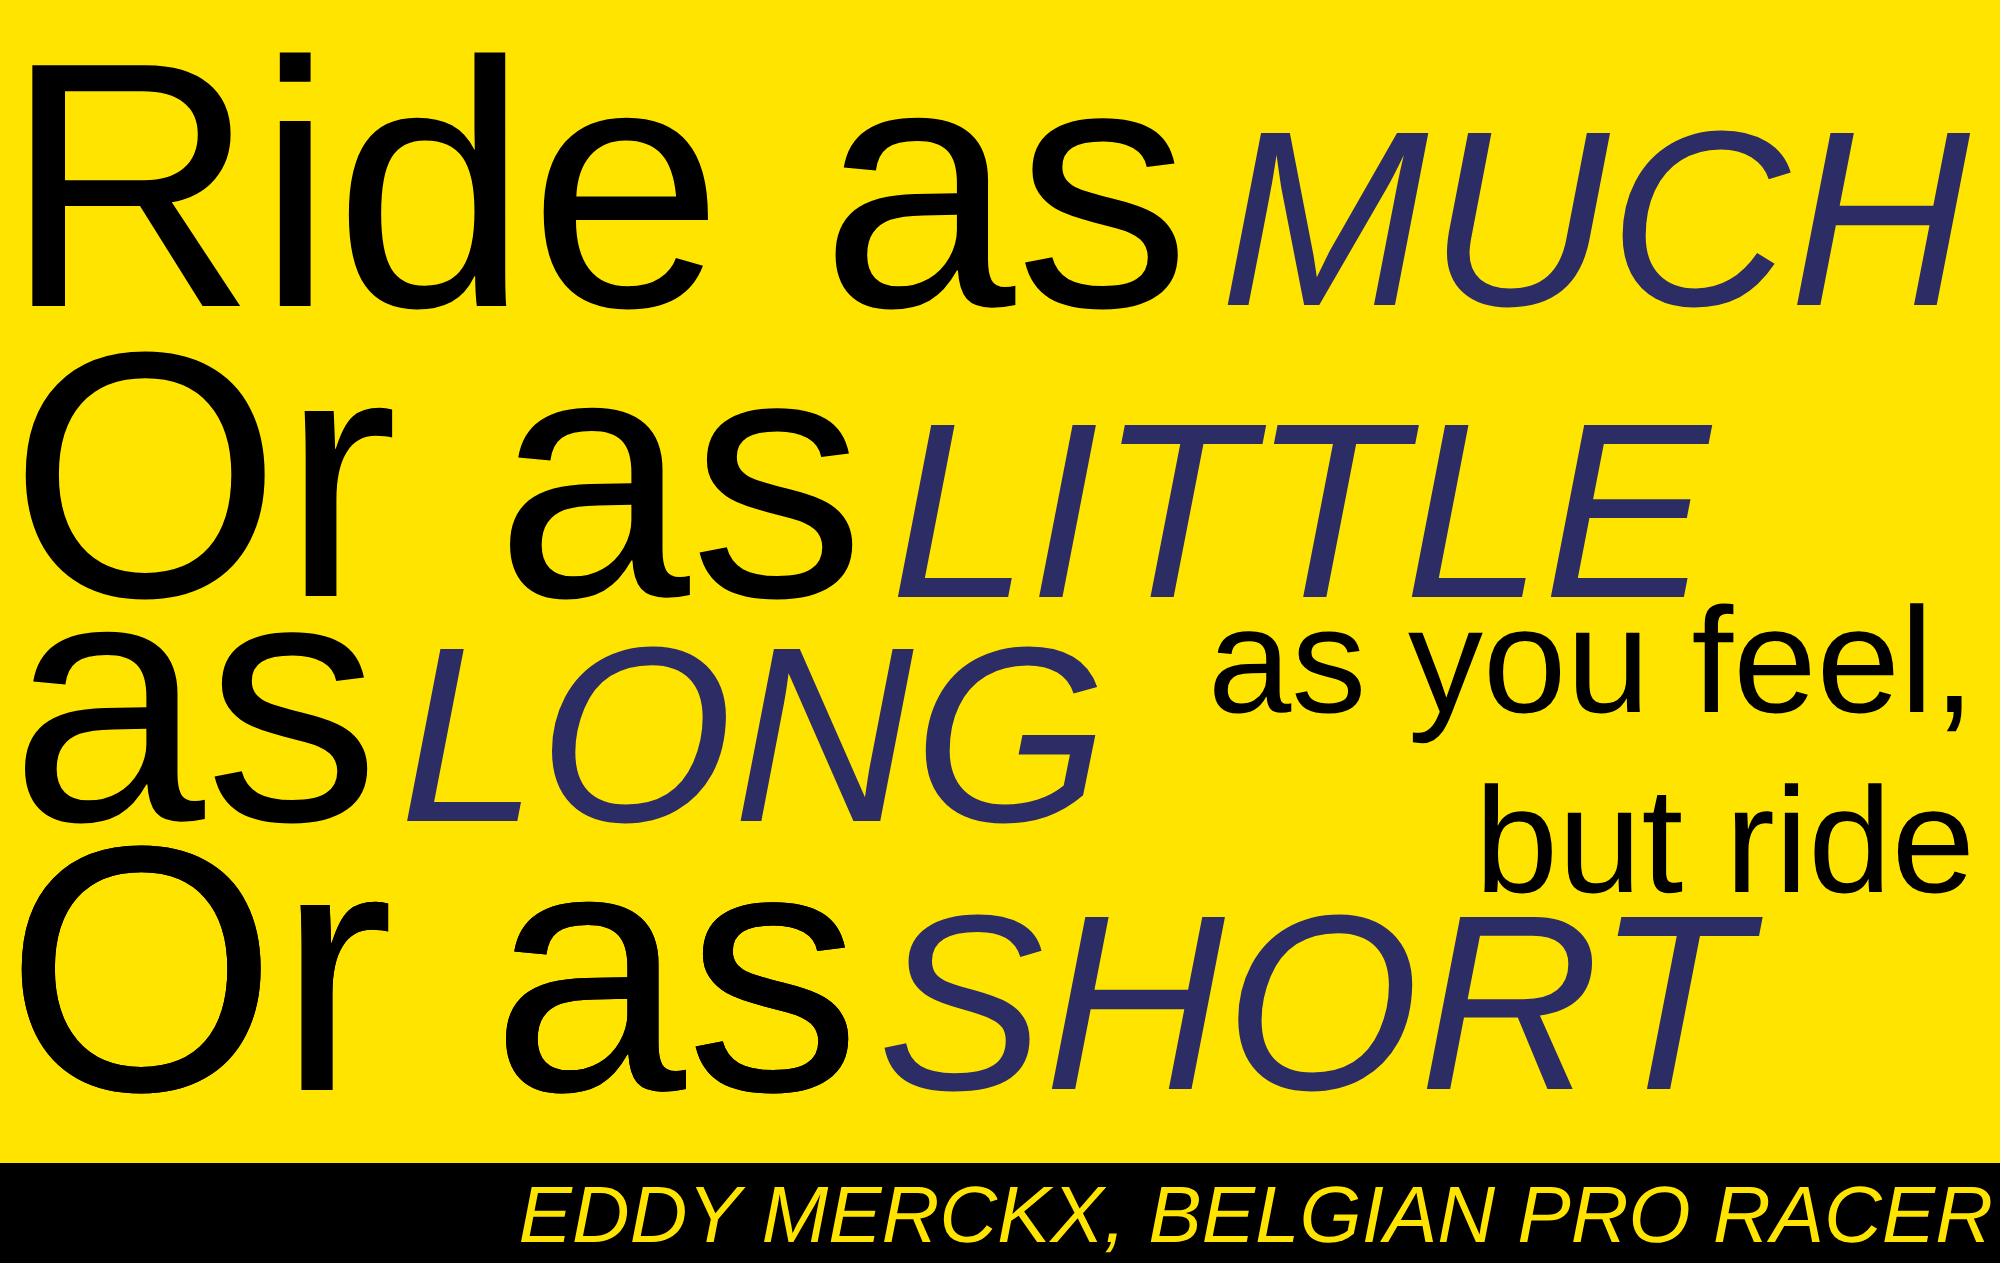 Ride as MUCH
Or as LITTLE
as LONG
Or as SHORT
as you feel,
but ride
EDDY MERCKX, BELGIAN PRO RACER